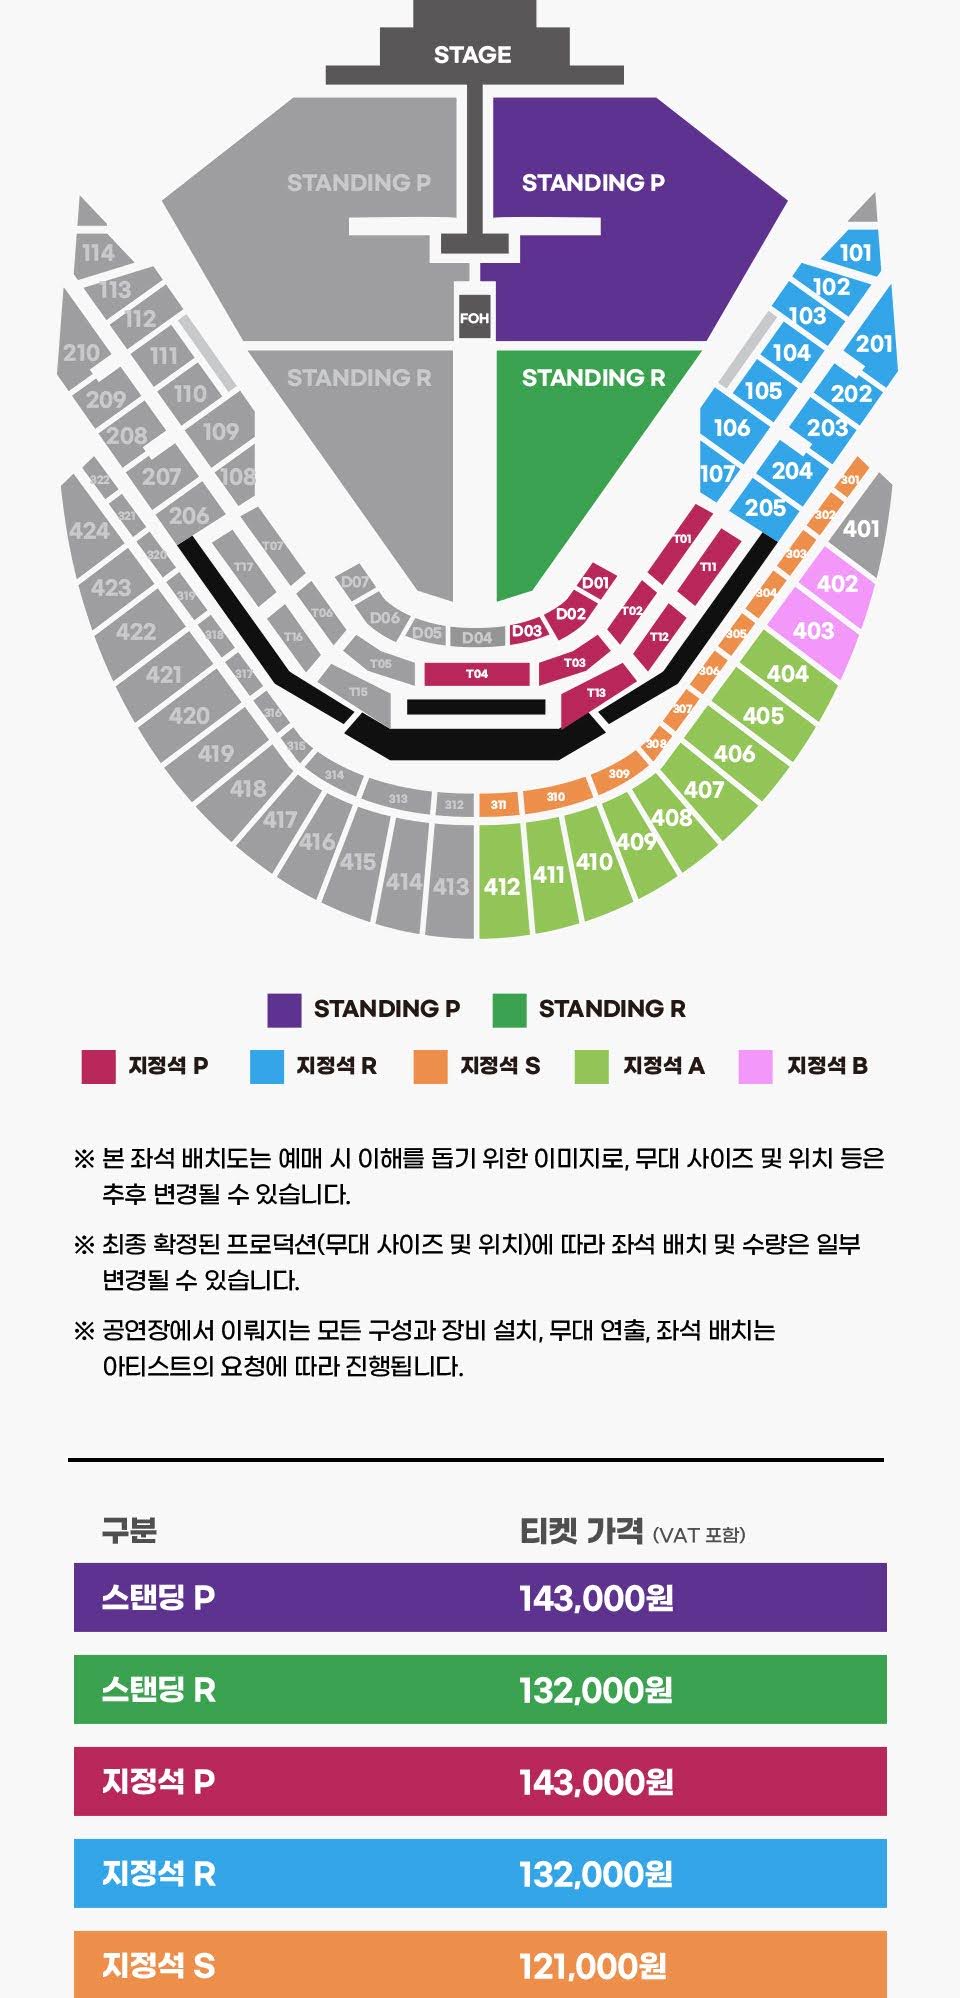 STAGE
STANDING P
STANDING P
114
101
113
102
112
103
210
111
104
201
FOH
209
110
105
202
STANDING R
STANDING R
208
109
106
203
322
207
108
107
204
301
424
321
206
205
302
401
320
T07
T01
303
423
319
T17
D07
D01
T11
304
402
422
318
T16
T06
D06
D05
D04
D03
D02
T02
T12
305
403
421
317
T05
T04
T03
306
404
420
316
T15
T13
307
405
419
315
308
406
418
314
313
312
311
310
309
407
417
408
416
409
415
414
413
412
411
410
STANDING P
STANDING R
지정석 P
지정석 R
지정석 S
지정석 A
지정석 B
※ 본 좌석 배치도는 예매 시 이해를 돕기 위한 이미지로, 무대 사이즈 및 위치 등은
추후 변경될 수 있습니다.
※ 최종 확정된 프로덕션(무대 사이즈 및 위치)에 따라 좌석 배치 및 수량은 일부
변경될 수 있습니다.
※ 공연장에서 이뤄지는 모든 구성과 장비 설치, 무대 연출, 좌석 배치는
아티스트의 요청에 따라 진행됩니다.
구분 티켓 가격 (VAT 포함)
스탠딩 P 143,000원
스탠딩 R 132,000원
지정석 P 143,000원
지정석 R 132,000원
지정석 S 121,000원